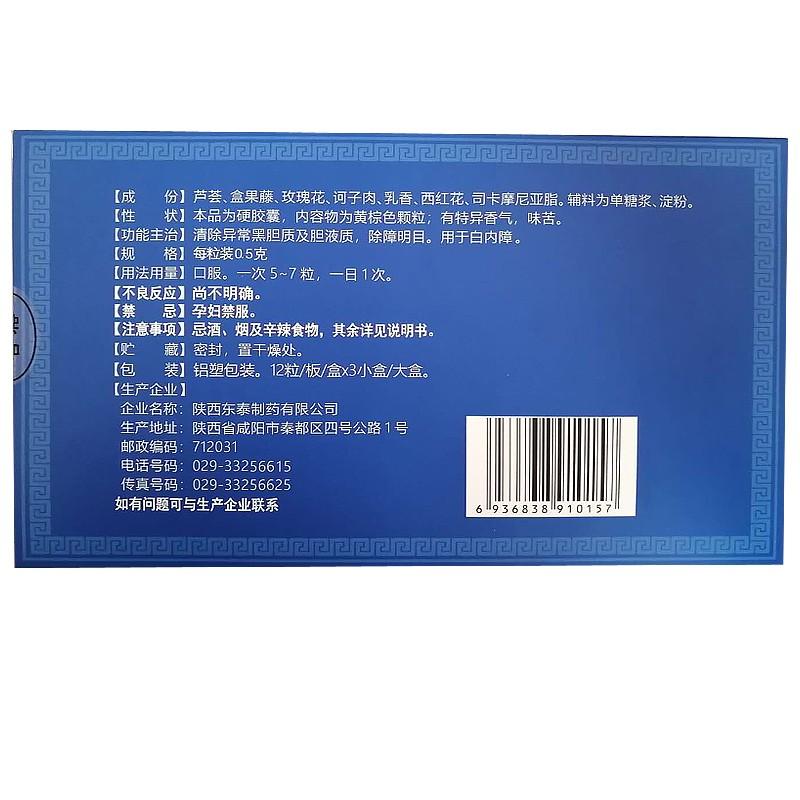 【成　份】芦荟、盒果藤、玫瑰花、诃子肉、乳香、西红花、司卡摩尼亚脂。辅料为单糖浆、淀粉。
【性　状】本品为硬胶囊，内容物为黄棕色颗粒；有特异香气，味苦。
【功能主治】清除异常黑胆质及胆液质，除障明目。用于白内障。
【规　格】每粒装0.5克
【用法用量】口服。一次5~7粒，一日1次。
【不良反应】尚不明确。
【禁　忌】孕妇禁服。
【注意事项】忌酒、烟及辛辣食物，其余详见说明书。
【贮　藏】密封，置干燥处。
【包　装】铝塑包装。12粒/板/盒x3小盒/大盒。
【生产企业】
企业名称：陕西东泰制药有限公司
生产地址：陕西省咸阳市秦都区四号公路1号
邮政编码：712031
电话号码：029-33256615
传真号码：029-33256625
如有问题可与生产企业联系
6 936838 910157